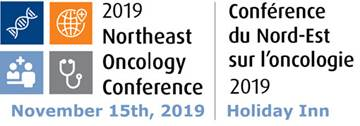 2019
Northeast
Oncology
Conference
Conférence
du Nord-Est
sur l'oncologie
2019
November 15th, 2019
Holiday Inn